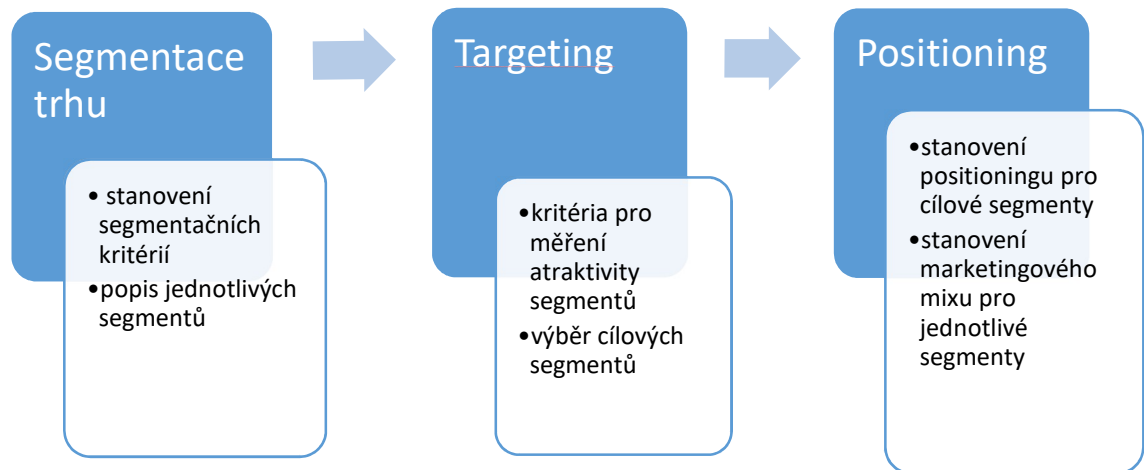 Segmentace
trhu
• stanovení
segmentačních
kritérií
•popis jednotlivých
segmentů
Targeting
•kritéria pro
měření
atraktivity
segmentů
•výběr cílových
segmentů
Positioning
•stanovení
positioningu pro
cílové segmenty
•stanovení
marketingového
mixu pro
jednotlivé
segmenty